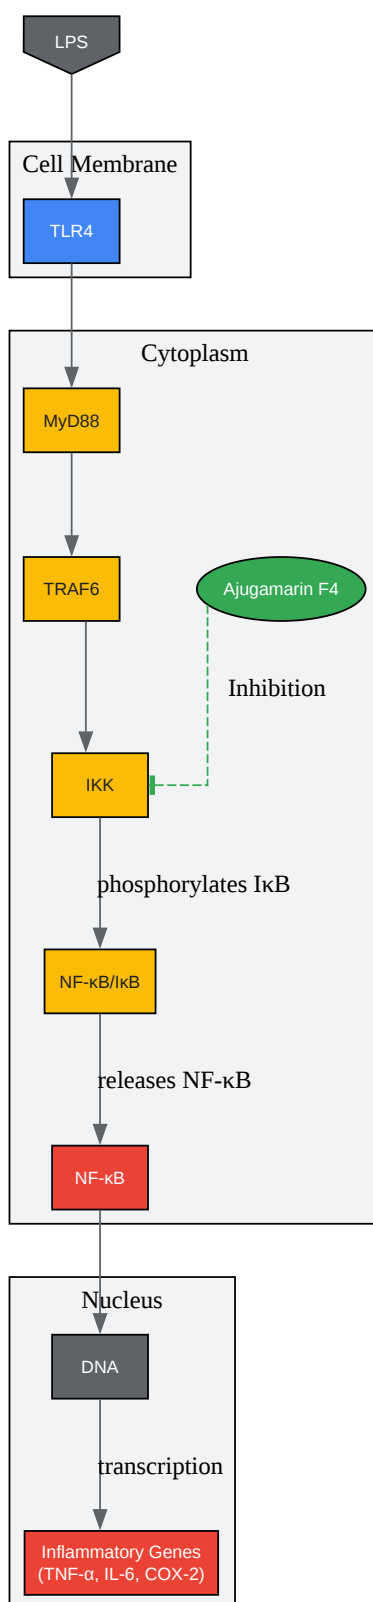 LPS
Cell Membrane
TLR4
Cytoplasm
MyD88
TRAF6
Ajugamarin F4
Inhibition
IKK
phosphorylates IκB
NF-κB/IκB
releases NF-κB
NF-κB
Nucleus
DNA
transcription
Inflammatory Genes
(TNF-α, IL-6, COX-2)